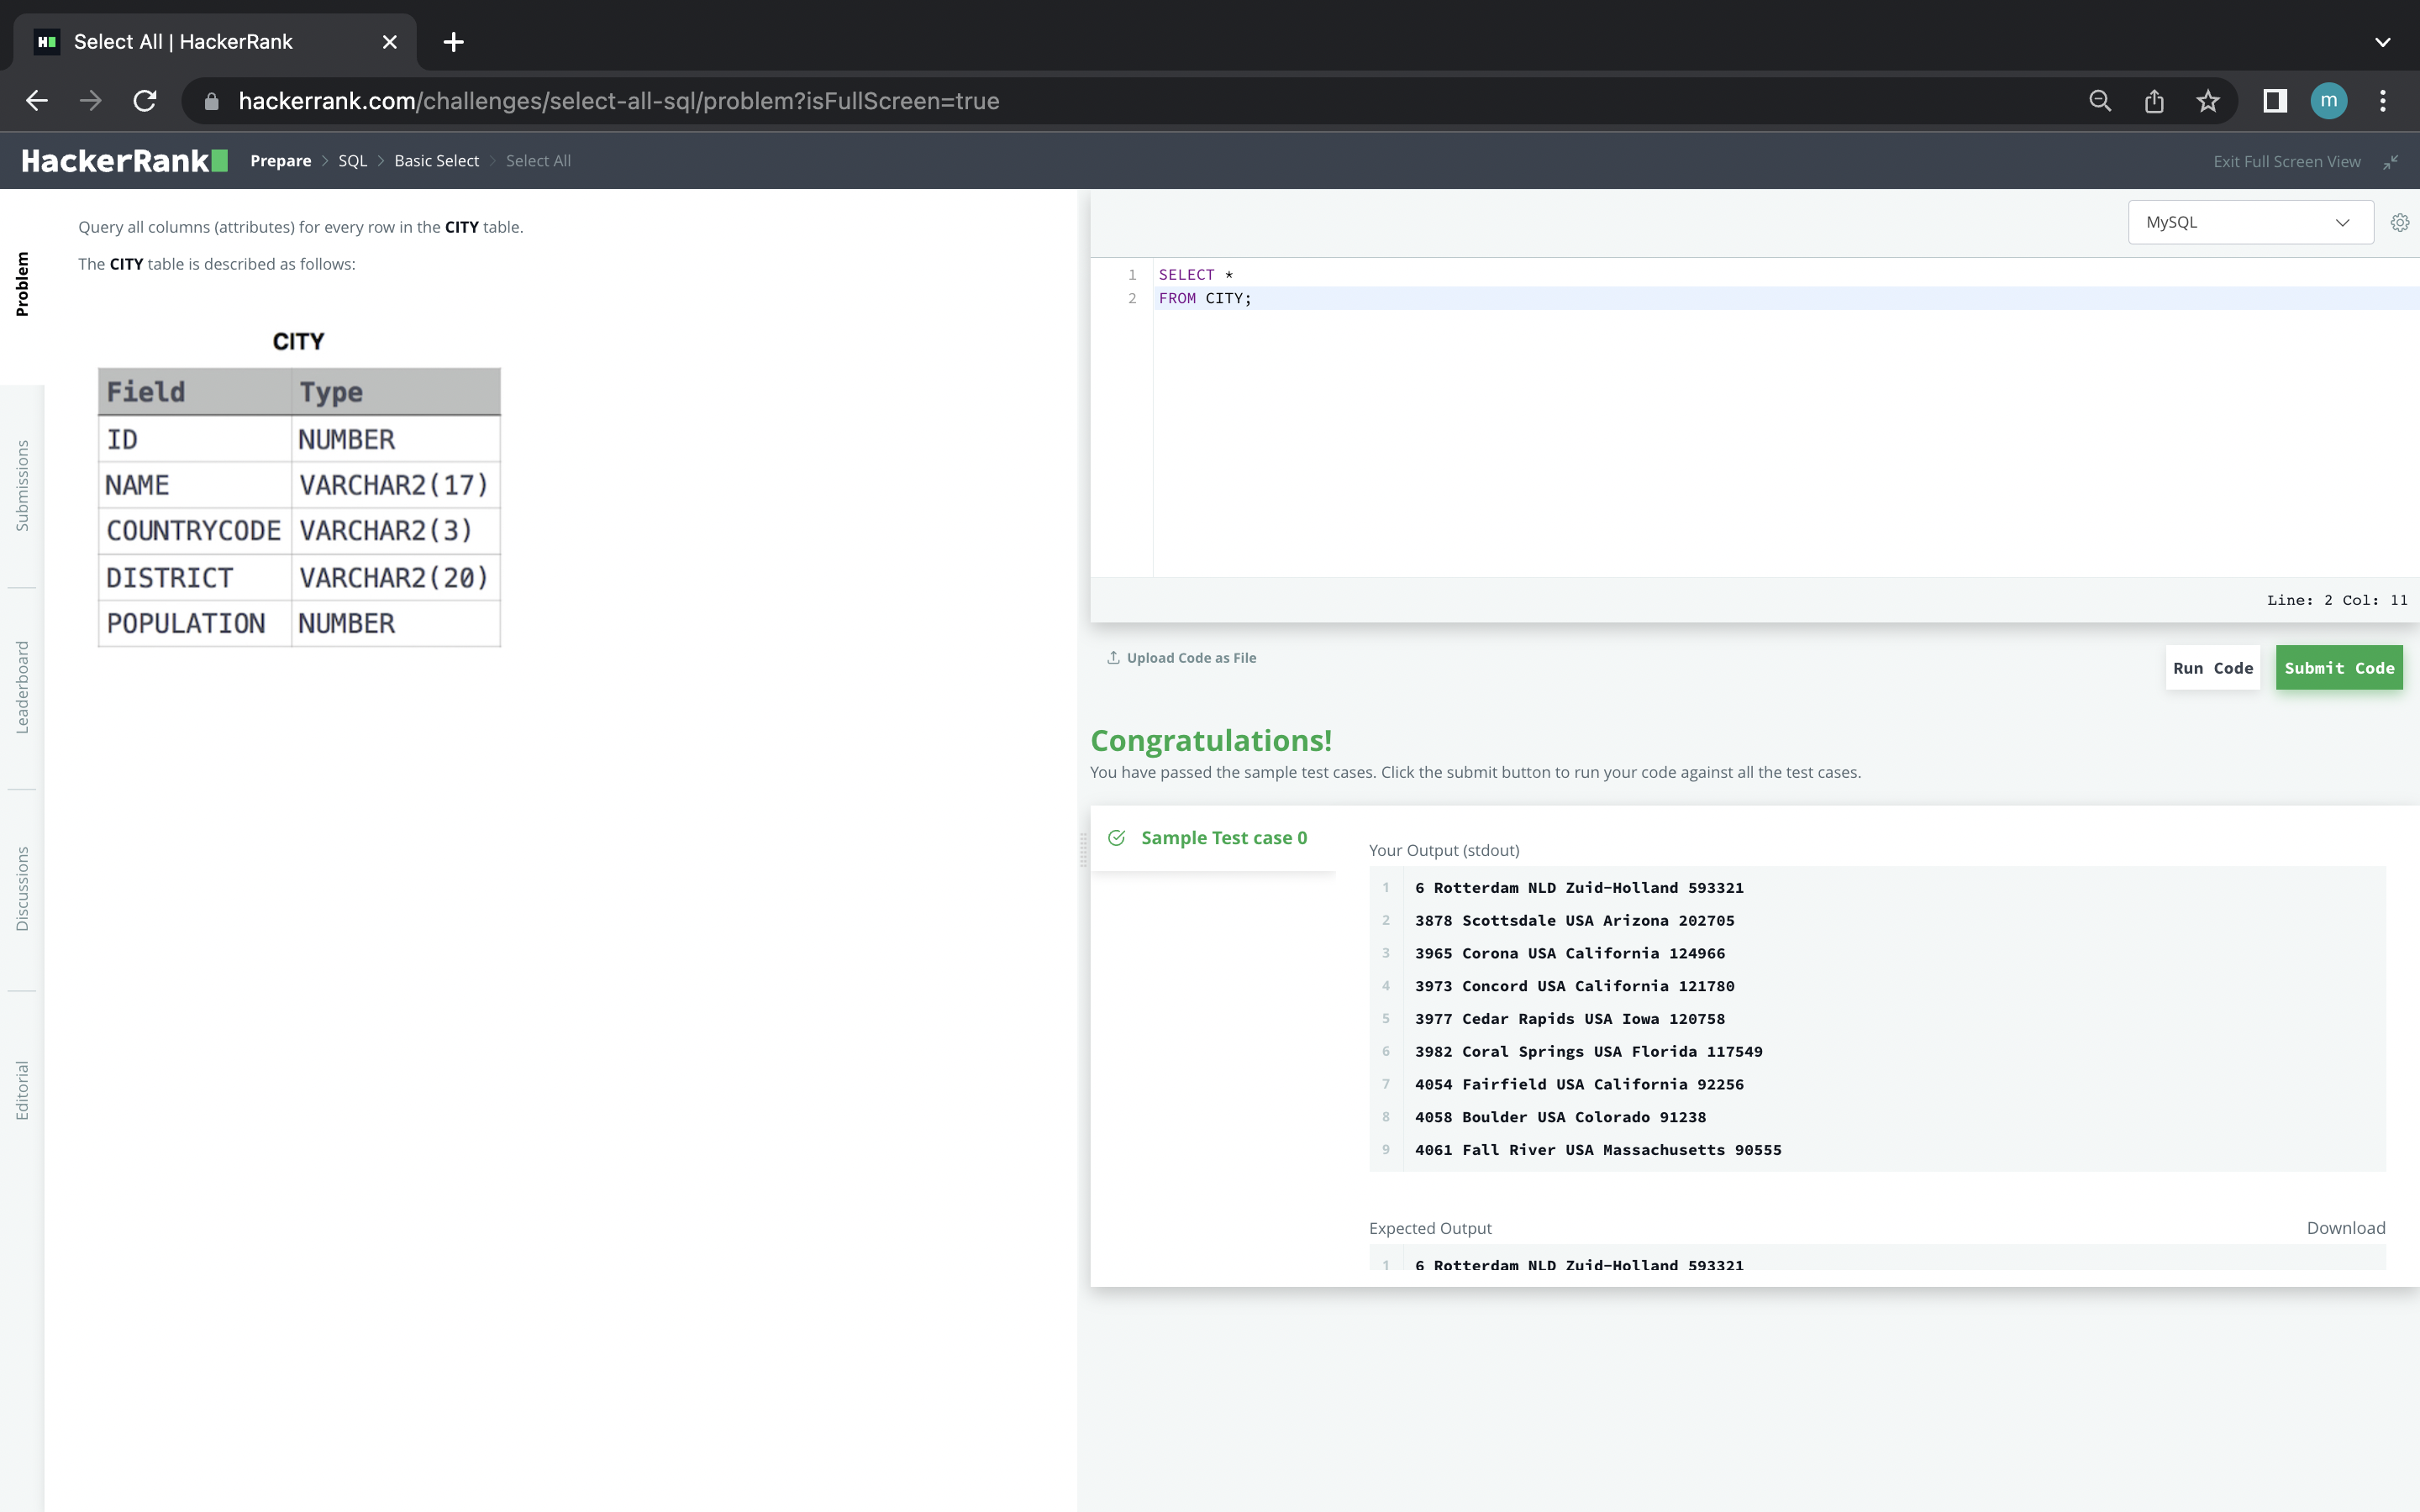 Select All | HackerRank
hackerrank.com/challenges/select-all-sql/problem?isFullScreen=true
m
HackerRank
Prepare > SQL > Basic Select > Select All
Exit Full Screen View
Problem
Submissions
Leaderboard
Discussions
Editorial
Query all columns (attributes) for every row in the CITY table.
The CITY table is described as follows:
CITY
Field Type
ID NUMBER
NAME VARCHAR2(17)
COUNTRYCODE VARCHAR2(3)
DISTRICT VARCHAR2(20)
POPULATION NUMBER
MySQL
1 SELECT *
2 FROM CITY;
Line: 2 Col: 11
Upload Code as File
Run Code
Submit Code
Congratulations!
You have passed the sample test cases. Click the submit button to run your code against all the test cases.
Sample Test case 0
Your Output (stdout)
1 6 Rotterdam NLD Zuid-Holland 593321
2 3878 Scottsdale USA Arizona 202705
3 3965 Corona USA California 124966
4 3973 Concord USA California 121780
5 3977 Cedar Rapids USA Iowa 120758
6 3982 Coral Springs USA Florida 117549
7 4054 Fairfield USA California 92256
8 4058 Boulder USA Colorado 91238
9 4061 Fall River USA Massachusetts 90555
Expected Output
Download
1 6 Rotterdam NLD Zuid-Holland 593321